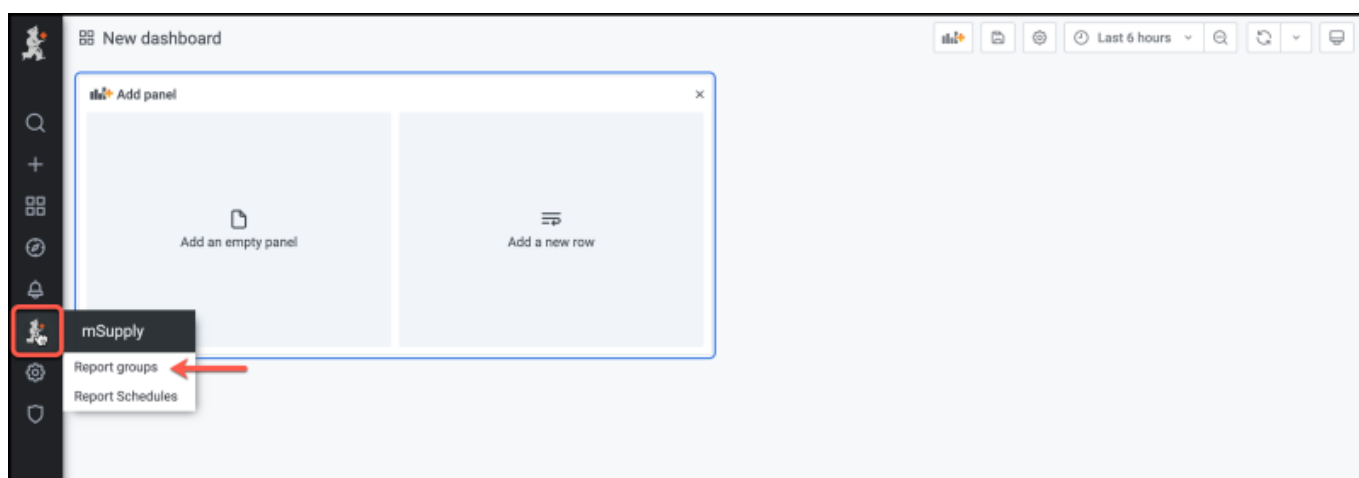 New dashboard
Last 6 hours
Add panel
Add an empty panel
Add a new row
mSupply
Report groups
Report Schedules